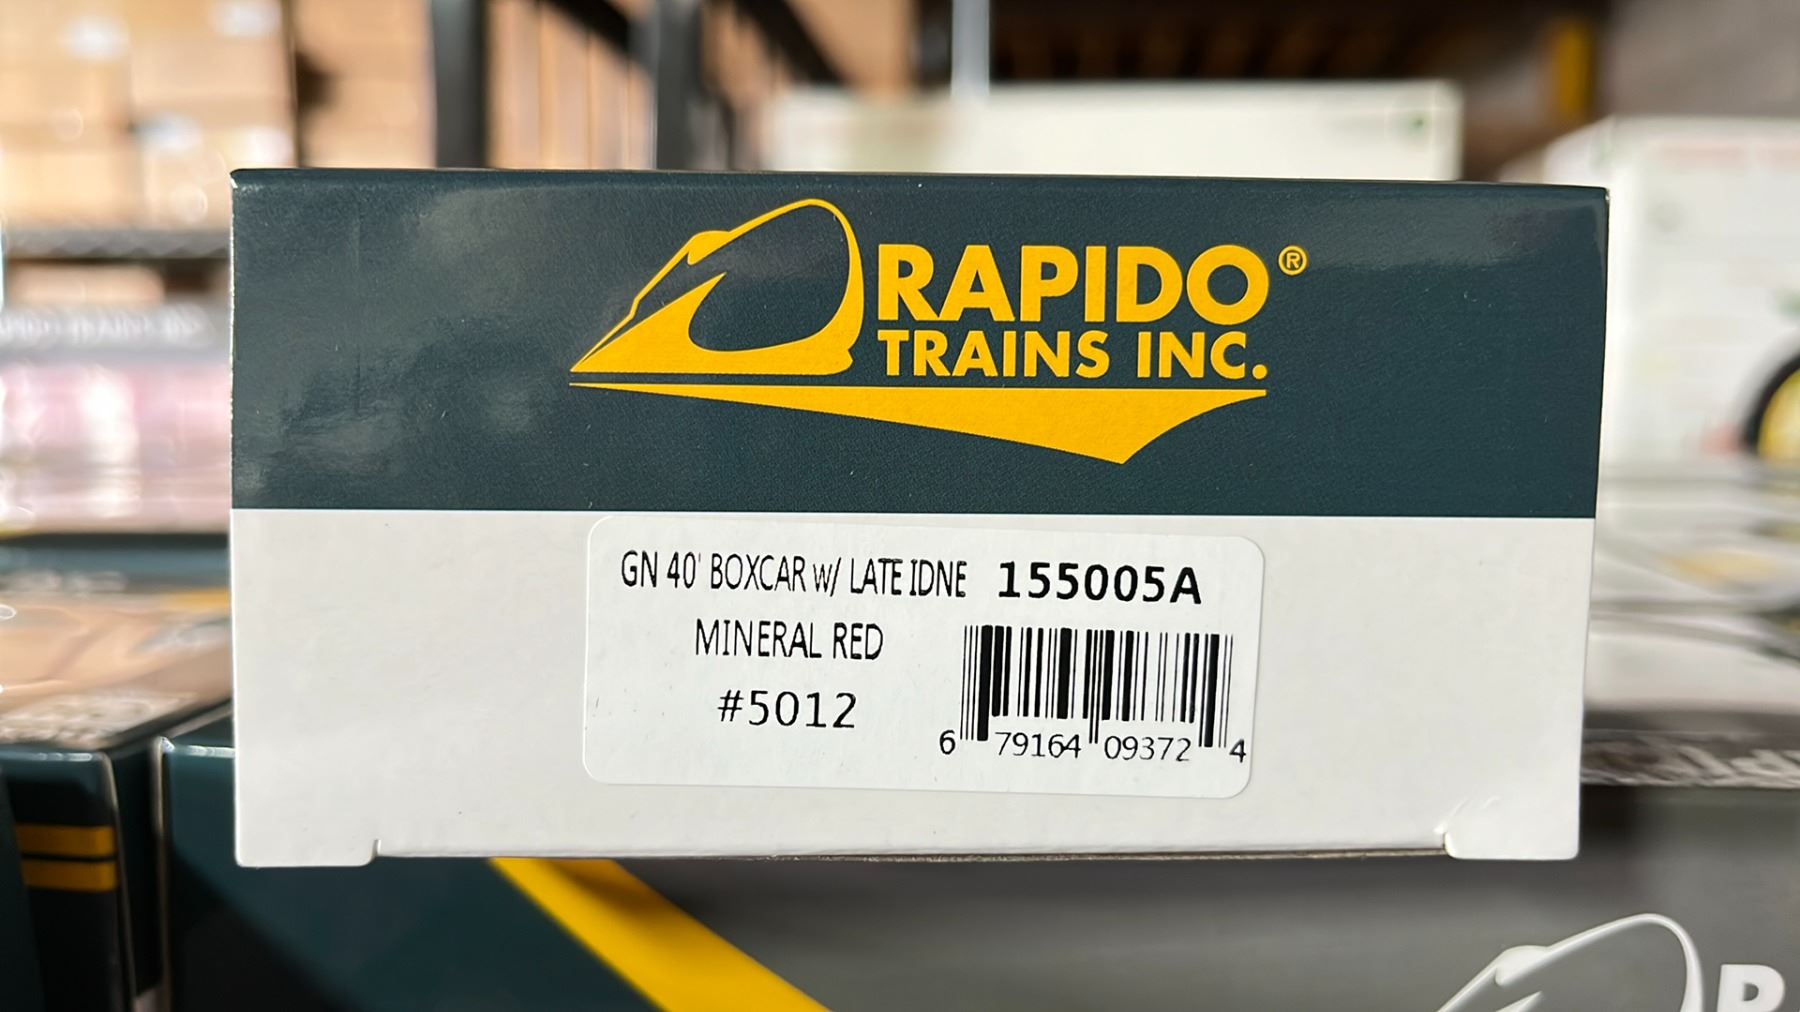 RAPIDO®
TRAINS INC.
GN 40' BOXCAR w/ LATE IDNE 155005A
MINERAL RED
#5012
6 79164 09372 4